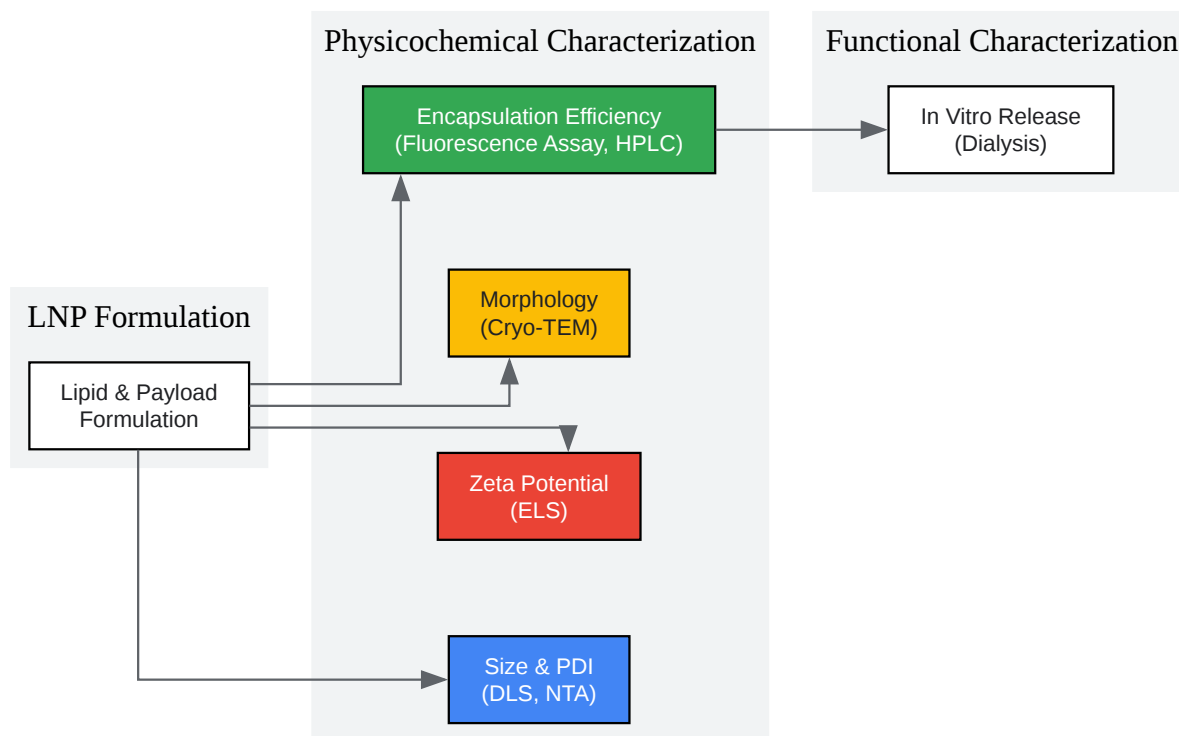 Physicochemical Characterization
Functional Characterization
Encapsulation Efficiency
(Fluorescence Assay, HPLC)
In Vitro Release
(Dialysis)
LNP Formulation
Lipid & Payload
Formulation
Morphology
(Cryo-TEM)
Zeta Potential
(ELS)
Size & PDI
(DLS, NTA)